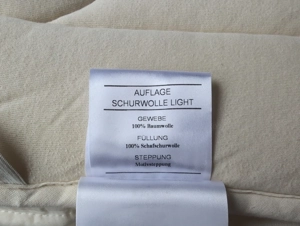 AUFLAGE
SCHURWOLLE LIGHT
GEWEBE
100% Baumwolle
FÜLLUNG
100% Schafschurwolle
STEPPUNG